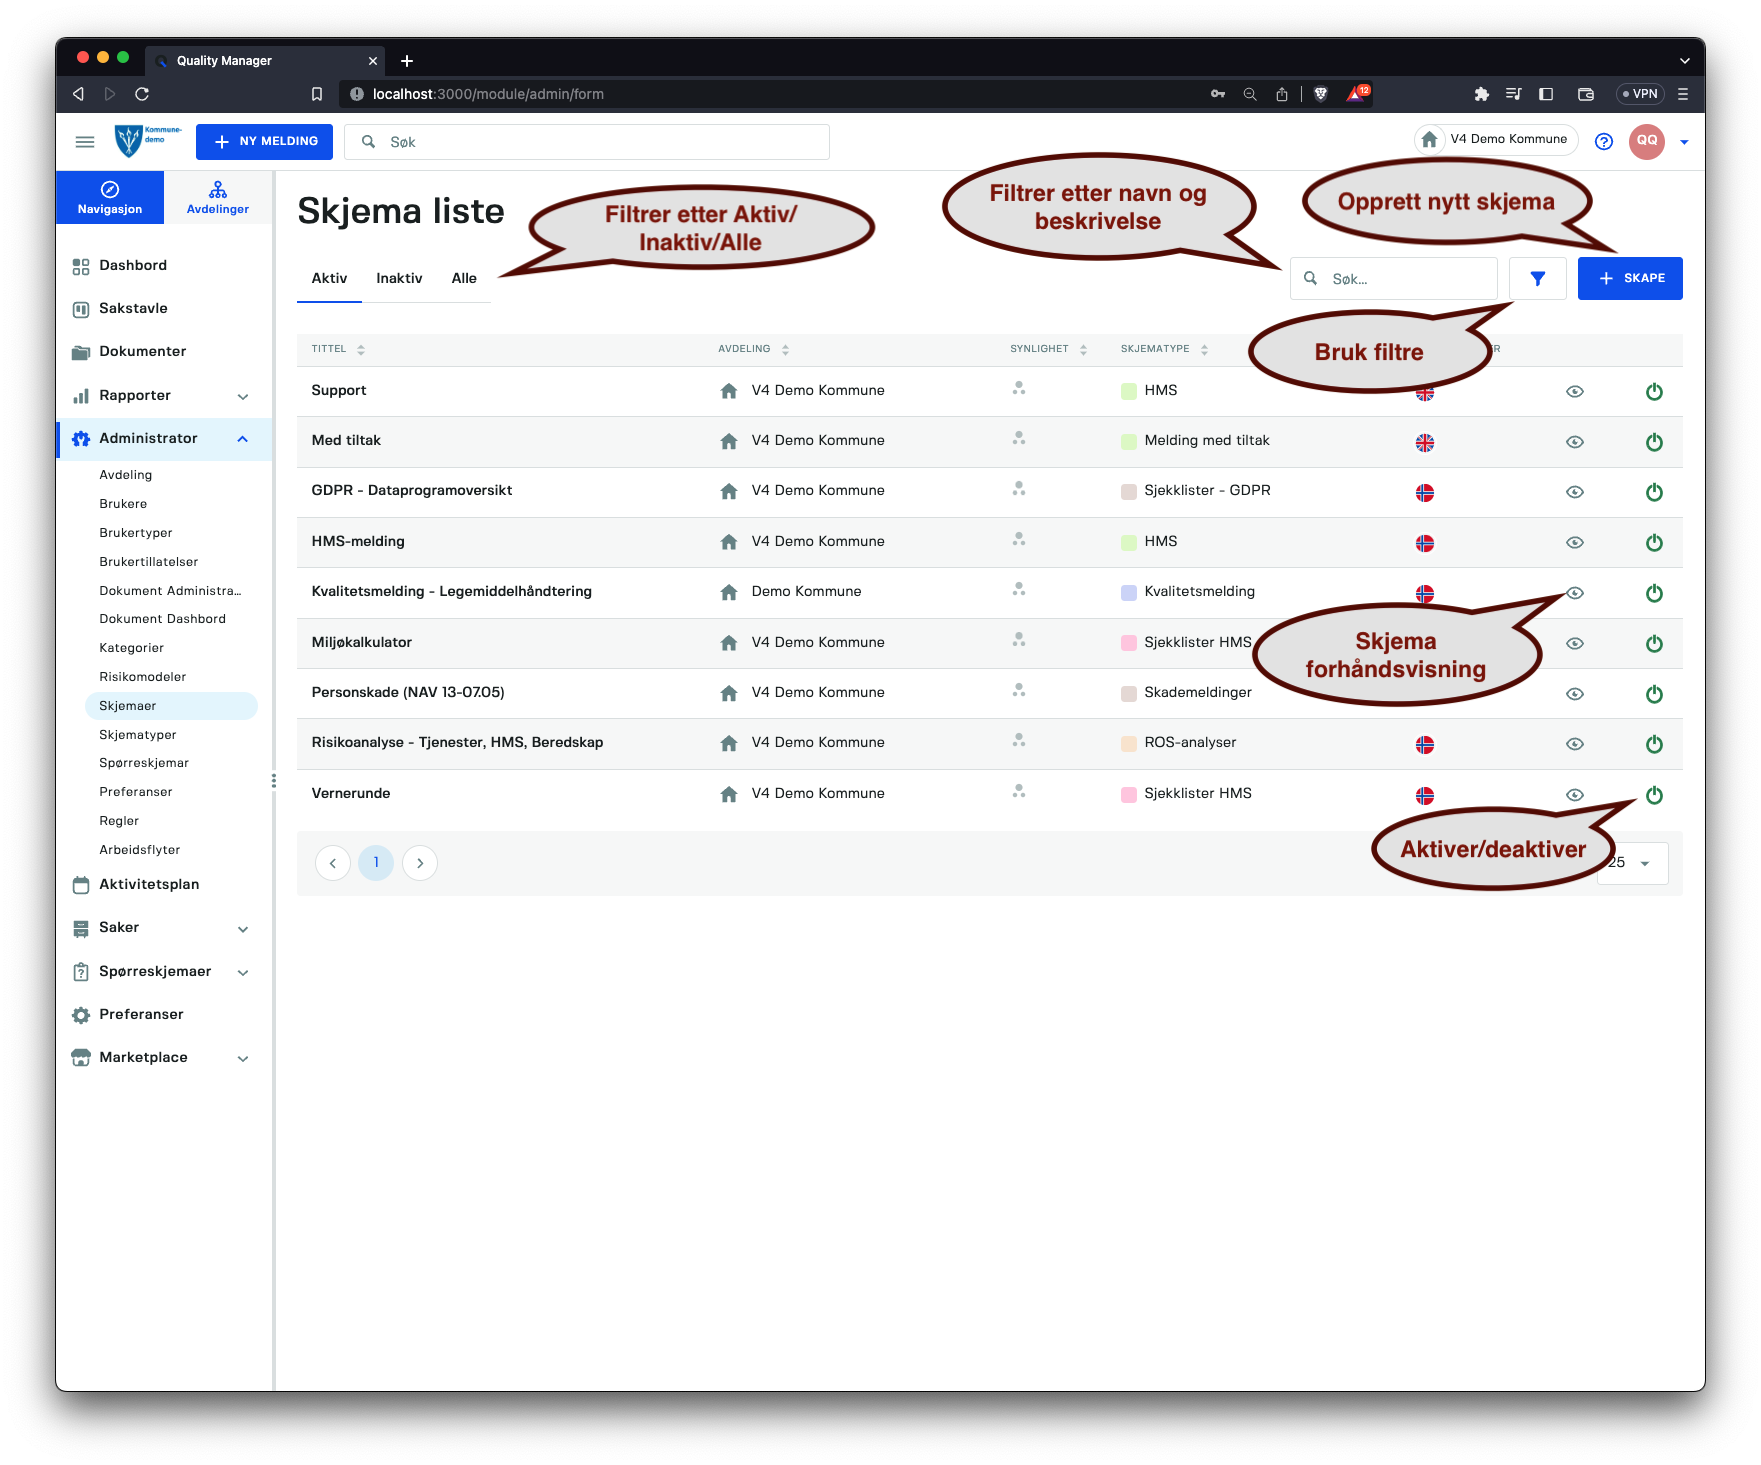 Quality Manager
localhost:3000/module/admin/form
12
VPN
Kommune-
demo
NY MELDING
Søk
V4 Demo Kommune
QQ
Navigasjon
Avdelinger
Dashbord
Sakstavle
Dokumenter
Rapporter
Administrator
Avdeling
Brukere
Brukertyper
Brukertillatelser
Dokument Administra...
Dokument Dashbord
Kategorier
Risikomodeler
Skjemaer
Skjematyper
Spørreskjemar
Preferanser
Regler
Arbeidsflyter
Aktivitetsplan
Saker
Spørreskjemaer
Preferanser
Marketplace
Skjema liste
Filtrer etter Aktiv/
Inaktiv/Alle
Filtrer etter navn og
beskrivelse
Opprett nytt skjema
Aktiv Inaktiv Alle
Søk...
SKAPE
Bruk filtre
TITTEL AVDELING SYNLIGHET SKJEMATYPE
Support V4 Demo Kommune HMS
Med tiltak V4 Demo Kommune Melding med tiltak
GDPR - Dataprogramoversikt V4 Demo Kommune Sjekklister - GDPR
HMS-melding V4 Demo Kommune HMS
Kvalitetsmelding - Legemiddelhåndtering Demo Kommune Kvalitetsmelding
Miljøkalkulator V4 Demo Kommune Sjekklister HMS
Personskade (NAV 13-07.05) V4 Demo Kommune Skademeldinger
Risikoanalyse - Tjenester, HMS, Beredskap V4 Demo Kommune ROS-analyser
Vernerunde V4 Demo Kommune Sjekklister HMS
Skjema
forhåndsvisning
Aktiver/deaktiver
1
25